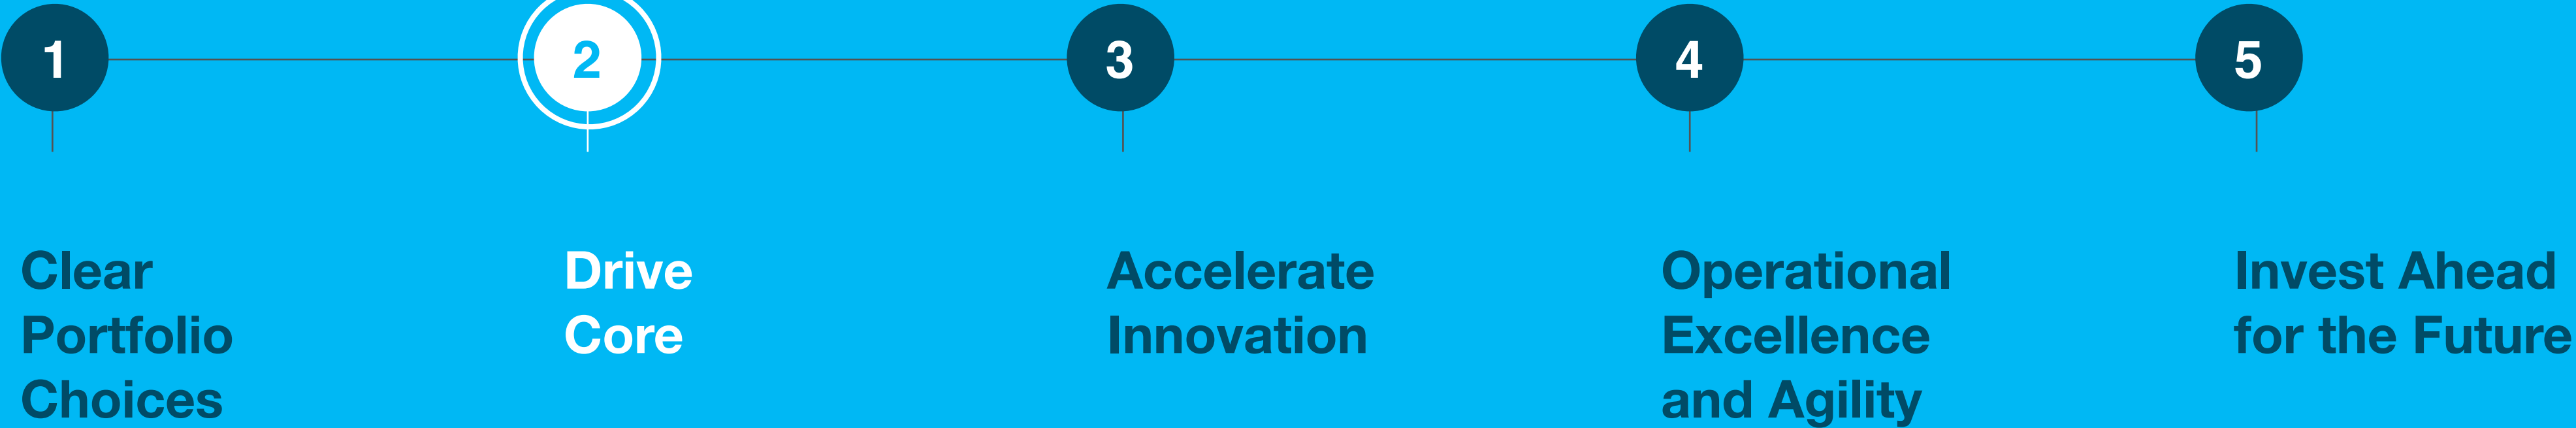 1
2
3
4
5
Clear
Portfolio
Choices
Drive
Core
Accelerate
Innovation
Operational
Excellence
and Agility
Invest Ahead
for the Future